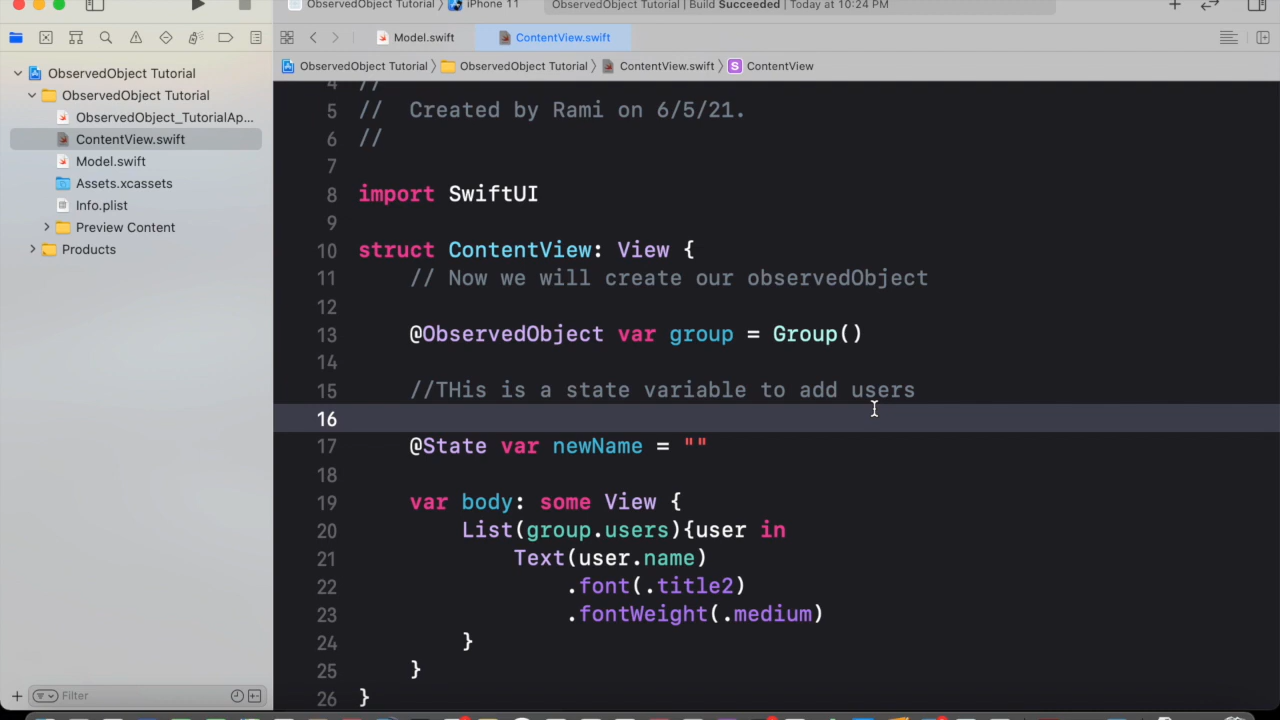 ObservedObject Tutorial 〉 iPhone 11
ObservedObject Tutorial | Build Succeeded | Today at 10:24 PM
Model.swift
ContentView.swift
ObservedObject Tutorial 〉 ObservedObject Tutorial 〉 ContentView.swift 〉 S ContentView
ObservedObject Tutorial
ObservedObject Tutorial
ObservedObject_TutorialAp...
ContentView.swift
Model.swift
Assets.xcassets
Info.plist
Preview Content
Products
Filter
4 //
5 //  Created by Rami on 6/5/21.
6 //
7
8 import SwiftUI
9
10 struct ContentView: View {
11     // Now we will create our observedObject
12
13     @ObservedObject var group = Group()
14
15     //THis is a state variable to add users
16
17     @State var newName = ""
18
19     var body: some View {
20         List(group.users){user in
21             Text(user.name)
22                 .font(.title2)
23                 .fontWeight(.medium)
24         }
25     }
26 }